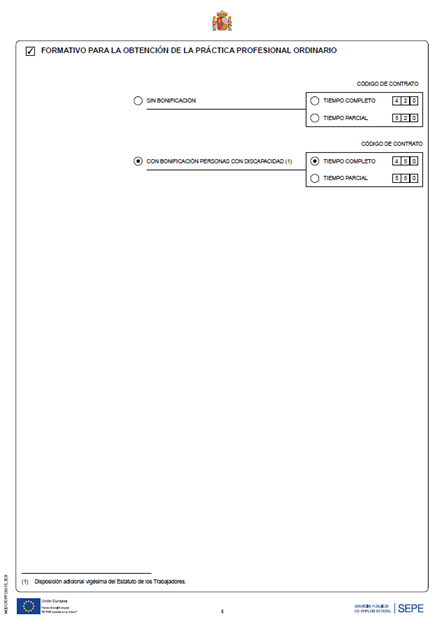 FORMATIVO PARA LA OBTENCIÓN DE LA PRÁCTICA PROFESIONAL ORDINARIO
CÓDIGO DE CONTRATO
SIN BONIFICACIÓN
TIEMPO COMPLETO 4 2 0
TIEMPO PARCIAL 5 2 0
CÓDIGO DE CONTRATO
CON BONIFICACIÓN PERSONAS CON DISCAPACIDAD (1)
TIEMPO COMPLETO 4 5 0
TIEMPO PARCIAL 5 5 0
(1) Disposición adicional vigésima del Estatuto de los Trabajadores.
Unión Europea
4
SERVICIO PÚBLICO
DE EMPLEO ESTATAL
SEPE